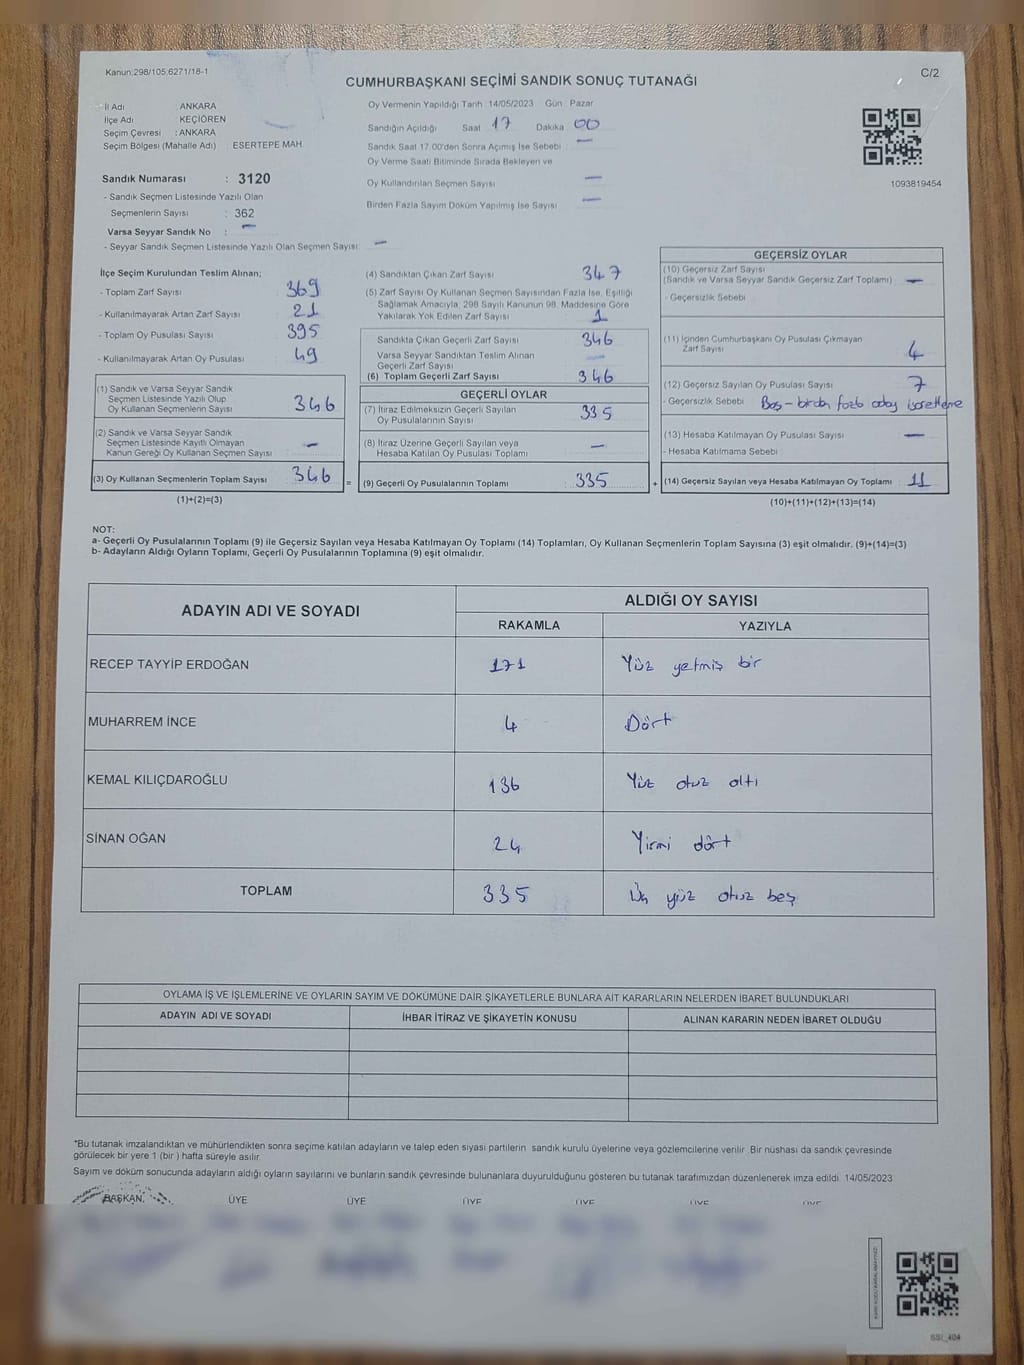 Kanun:298/105;6271/18-1
C/2
CUMHURBAŞKANI SEÇİMİ SANDIK SONUÇ TUTANAĞI
İl Adı : ANKARA
İlçe Adı : KEÇİÖREN
Seçim Çevresi : ANKARA
Seçim Bölgesi (Mahalle Adı) : ESERTEPE MAH.
Sandık Numarası : 3120
- Sandık Seçmen Listesinde Yazılı Olan
Seçmenlerin Sayısı : 362
Varsa Seyyar Sandık No : —
- Seyyar Sandık Seçmen Listesinde Yazılı Olan Seçmen Sayısı: —
Oy Vermenin Yapıldığı Tarih :14/05/2023 Gün : Pazar
Sandığın Açıldığı Saat 17 Dakika 00
Sandık Saat 17.00'den Sonra Açımış İse Sebebi —
Oy Verme Saati Bitiminde Sırada Bekleyen ve
Oy Kullandırılan Seçmen Sayısı —
Birden Fazla Sayım Döküm Yapılmış İse Sayısı —
1093819454
İlçe Seçim Kurulundan Teslim Alınan;
- Toplam Zarf Sayısı : 369
- Kullanılmayarak Artan Zarf Sayısı : 21
- Toplam Oy Pusulası Sayısı : 395
- Kullanılmayarak Artan Oy Pusulası : 49
(1) Sandık ve Varsa Seyyar Sandık
Seçmen Listesinde Yazılı Olup
Oy Kullanan Seçmenlerin Sayısı : 346
(2) Sandık ve Varsa Seyyar Sandık
Seçmen Listesinde Kayıtlı Olmayan
Kanun Gereği Oy Kullanan Seçmen Sayısı : —
(3) Oy Kullanan Seçmenlerin Toplam Sayısı : 346
(1)+(2)=(3)
(4) Sandıktan Çıkan Zarf Sayısı : 347
(5) Zarf Sayısı Oy Kullanan Seçmen Sayısından Fazla İse, Eşitliği
Sağlamak Amacıyla; 298 Sayılı Kanunun 98. Maddesine Göre
Yakılarak Yok Edilen Zarf Sayısı : 1
Sandıkta Çıkan Geçerli Zarf Sayısı : 346
Varsa Seyyar Sandıktan Teslim Alınan
Geçerli Zarf Sayısı : —
(6) Toplam Geçerli Zarf Sayısı : 346
GEÇERLİ OYLAR
(7) İtiraz Edilmeksizin Geçerli Sayılan
Oy Pusulalarının Sayısı : 335
(8) İtiraz Üzerine Geçerli Sayılan veya
Hesaba Katılan Oy Pusulası Toplamı : —
= (9) Geçerli Oy Pusulalarının Toplamı : 335
GEÇERSİZ OYLAR
(10) Geçersiz Zarf Sayısı
(Sandık ve Varsa Seyyar Sandık Geçersiz Zarf Toplamı) : —
- Geçersizlik Sebebi
(11) İçinden Cumhurbaşkanı Oy Pusulası Çıkmayan
Zarf Sayısı : 4
(12) Geçersiz Sayılan Oy Pusulası Sayısı : 7
- Geçersizlik Sebebi Boş - birden fazla aday işaretleme
(13) Hesaba Katılmayan Oy Pusulası Sayısı : —
- Hesaba Katılmama Sebebi
+ (14) Geçersiz Sayılan veya Hesaba Katılmayan Oy Toplamı : 11
(10)+(11)+(12)+(13)=(14)
NOT:
a- Geçerli Oy Pusulalarının Toplamı (9) ile Geçersiz Sayılan veya Hesaba Katılmayan Oy Toplamı (14) Toplamları, Oy Kullanan Seçmenlerin Toplam Sayısına (3) eşit olmalıdır. (9)+(14)=(3)
b- Adayların Aldığı Oyların Toplamı, Geçerli Oy Pusulalarının Toplamına (9) eşit olmalıdır.
ADAYIN ADI VE SOYADI ALDIĞI OY SAYISI
RAKAMLA YAZIYLA
RECEP TAYYİP ERDOĞAN 171 Yüz yetmiş bir
MUHARREM İNCE 4 Dört
KEMAL KILIÇDAROĞLU 136 Yüz otuz altı
SİNAN OĞAN 24 Yirmi dört
TOPLAM 335 Üç yüz otuz beş
OYLAMA İŞ VE İŞLEMLERİNE VE OYLARIN SAYIM VE DÖKÜMÜNE DAİR ŞİKAYETLERLE BUNLARA AİT KARARLARIN NELERDEN İBARET BULUNDUKLARI
ADAYIN ADI VE SOYADI İHBAR İTİRAZ VE ŞİKAYETİN KONUSU ALINAN KARARIN NEDEN İBARET OLDUĞU
*Bu tutanak imzalandıktan ve mühürlendikten sonra seçime katılan adayların ve talep eden siyasi partilerin sandık kurulu üyelerine veya gözlemcilerine verilir .Bir nüshası da sandık çevresinde
görülecek bir yere 1 (bir ) hafta süreyle asılır.
Sayım ve döküm sonucunda adayların aldığı oyların sayılarını ve bunların sandık çevresinde bulunanlara duyurulduğunu gösteren bu tutanak tarafımızdan düzenlenerek imza edildi. 14/05/2023
BAŞKAN ÜYE ÜYE ÜYE ÜYE ÜYE ÜYE
SSI_404